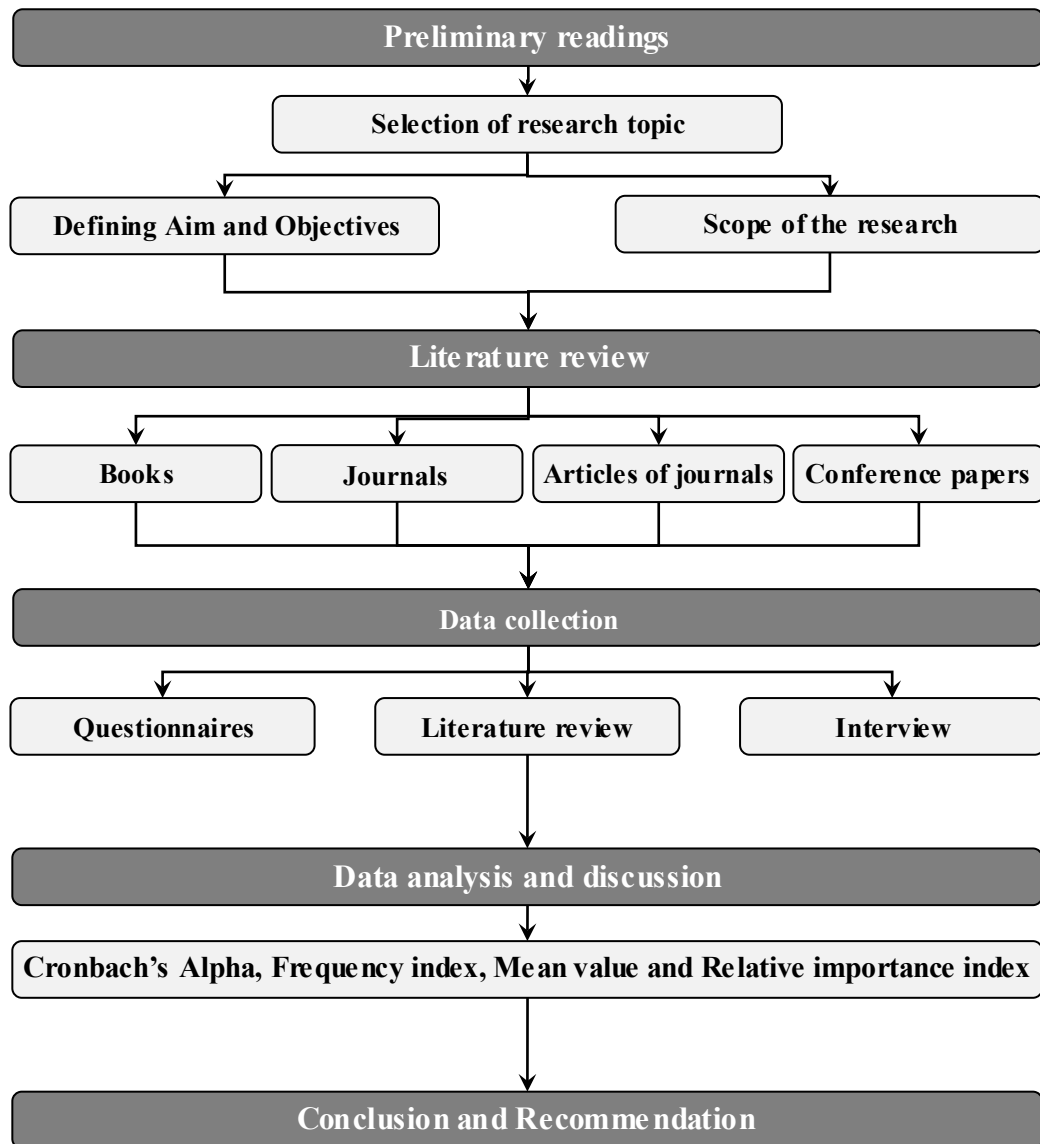 Preliminary readings
Selection of research topic
Defining Aim and Objectives
Scope of the research
Literature review
Books
Journals
Articles of journals
Conference papers
Data collection
Questionnaires
Literature review
Interview
Data analysis and discussion
Cronbach’s Alpha, Frequency index, Mean value and Relative importance index
Conclusion and Recommendation